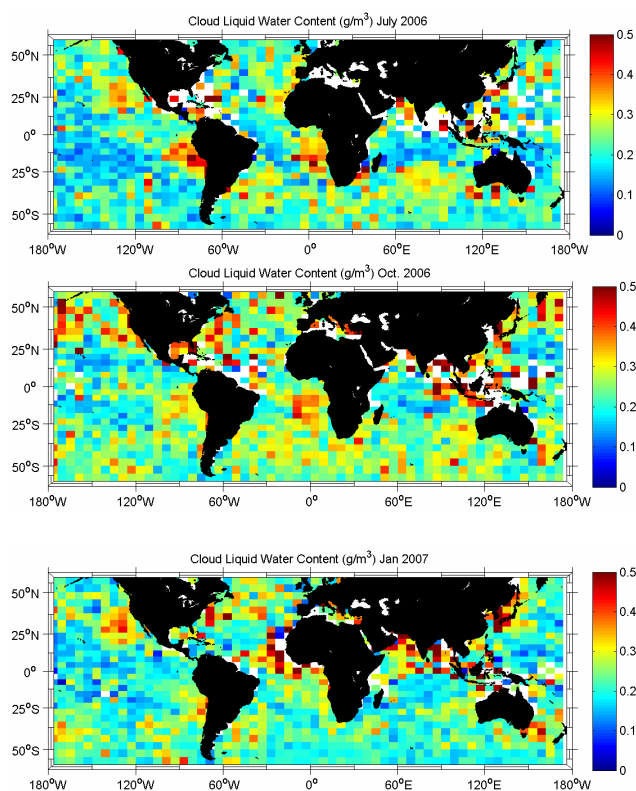 Cloud Liquid Water Content (g/m³) July 2006
50°N
25°N
0°
25°S
50°S
180°W 120°W 60°W 0° 60°E 120°E 180°W
0.5
0.4
0.3
0.2
0.1
0
Cloud Liquid Water Content (g/m³) Oct. 2006
50°N
25°N
0°
25°S
50°S
180°W 120°W 60°W 0° 60°E 120°E 180°W
0.5
0.4
0.3
0.2
0.1
0
Cloud Liquid Water Content (g/m³) Jan 2007
50°N
25°N
0°
25°S
50°S
180°W 120°W 60°W 0° 60°E 120°E 180°W
0.5
0.4
0.3
0.2
0.1
0